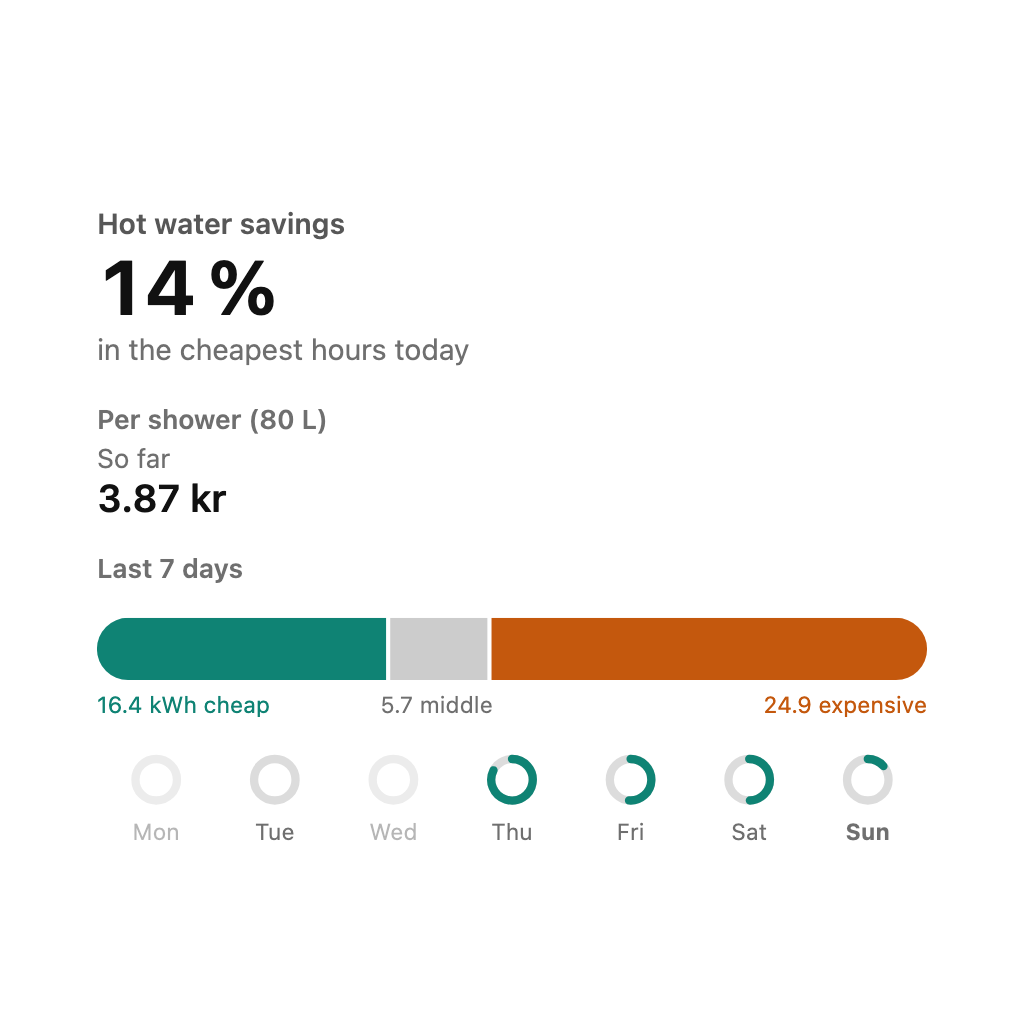 Hot water savings
14 %
in the cheapest hours today
Per shower (80 L)
So far
3.87 kr
Last 7 days
16.4 kWh cheap 5.7 middle 24.9 expensive
Mon Tue Wed Thu Fri Sat Sun